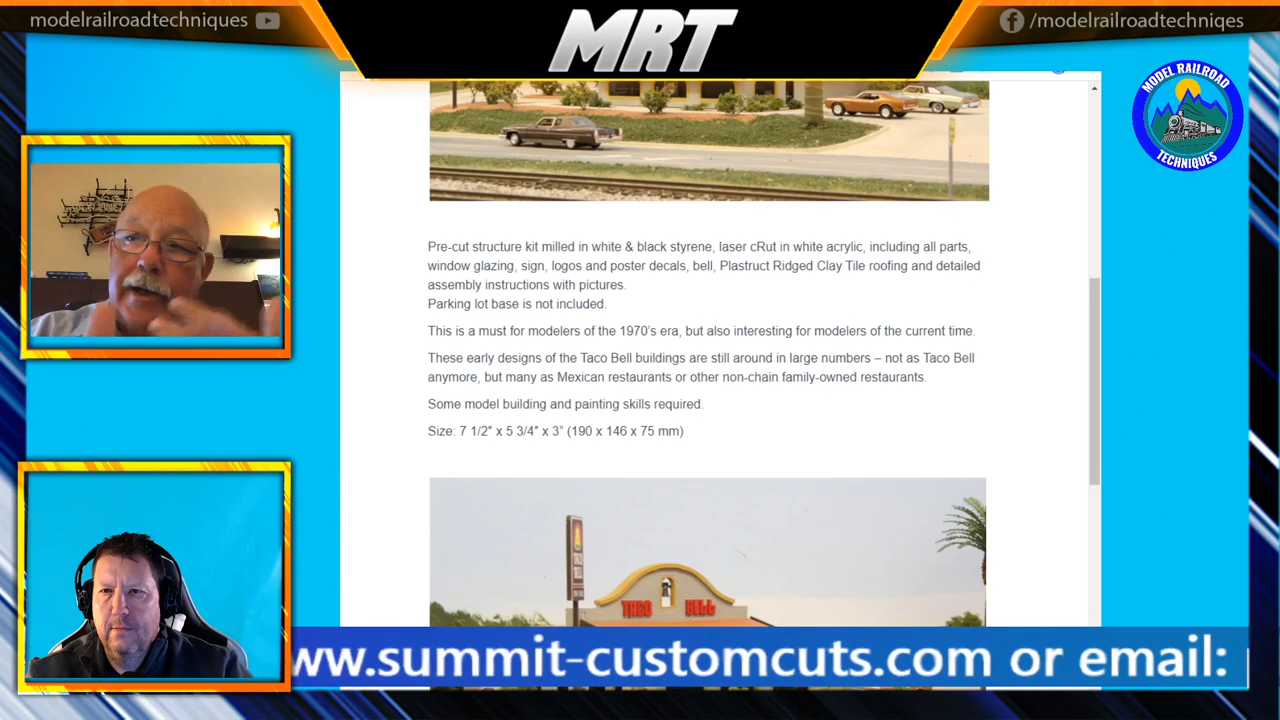 modelrailroadtechniques
MRT
/modelrailroadtechniqes
MODEL RAILROAD
TECHNIQUES
Pre-cut structure kit milled in white & black styrene, laser cRut in white acrylic, including all parts,
window glazing, sign, logos and poster decals, bell, Plastruct Ridged Clay Tile roofing and detailed
assembly instructions with pictures.
Parking lot base is not included.
This is a must for modelers of the 1970's era, but also interesting for modelers of the current time.
These early designs of the Taco Bell buildings are still around in large numbers – not as Taco Bell
anymore, but many as Mexican restaurants or other non-chain family-owned restaurants.
Some model building and painting skills required.
Size: 7 1/2" x 5 3/4" x 3" (190 x 146 x 75 mm)
TACO
BELL
TACO BELL
ww.summit-customcuts.com or email: